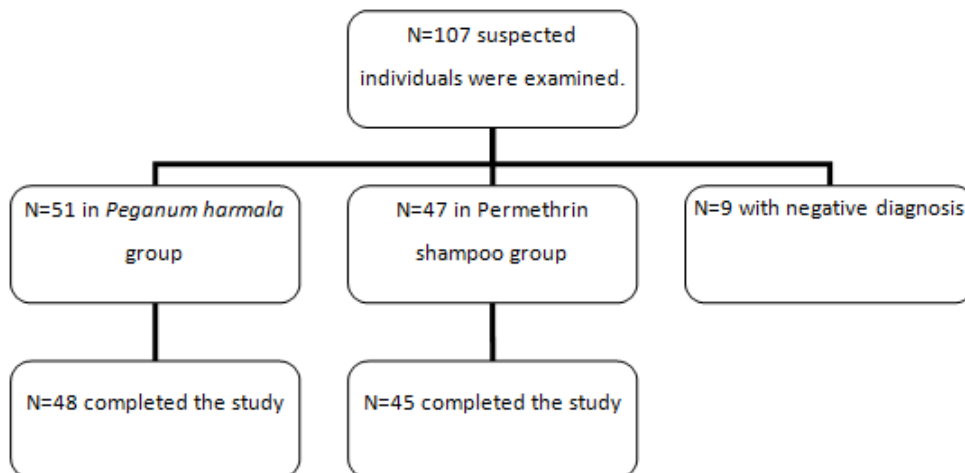 N=107 suspected
individuals were examined.
N=51 in Peganum harmala
group
N=47 in Permethrin
shampoo group
N=9 with negative diagnosis
N=48 completed the study
N=45 completed the study